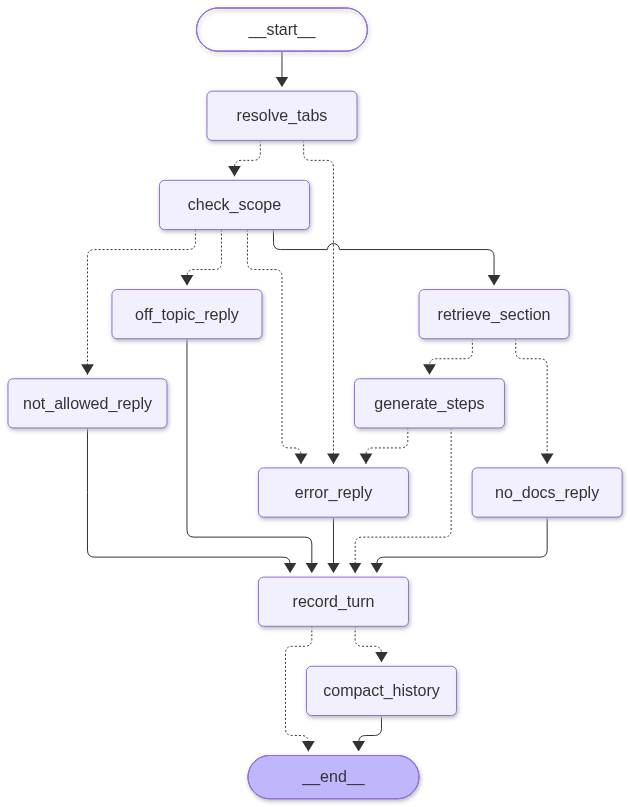 __start__
resolve_tabs
check_scope
off_topic_reply
retrieve_section
not_allowed_reply
generate_steps
error_reply
no_docs_reply
record_turn
compact_history
__end__